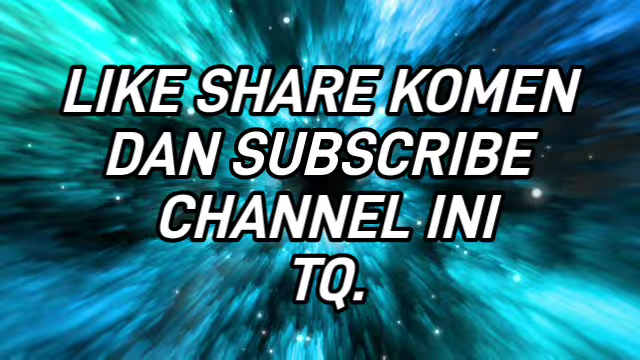 LIKE SHARE KOMEN
DAN SUBSCRIBE
CHANNEL INI
TQ.